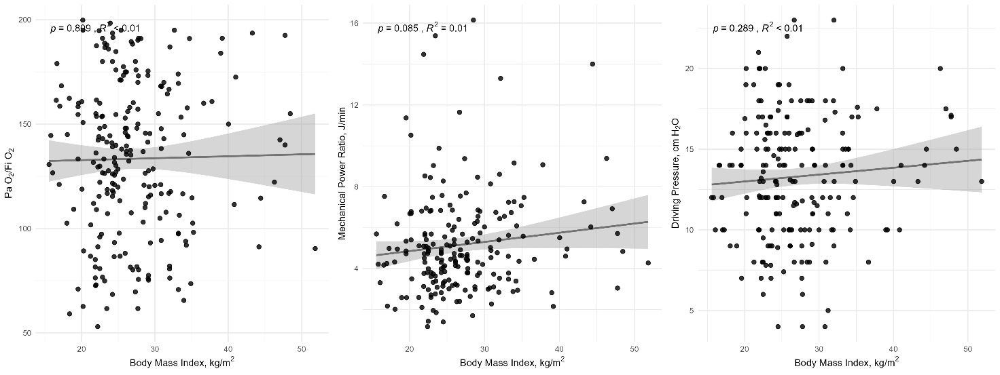 p = 0.809 , R² < 0.01
200
150
100
50
Pa O₂/Fi O₂
20 30 40 50
Body Mass Index, kg/m²
p = 0.085 , R² = 0.01
16
12
8
4
Mechanical Power Ratio, J/min
20 30 40 50
Body Mass Index, kg/m²
p = 0.289 , R² < 0.01
20
15
10
5
Driving Pressure, cm H₂O
20 30 40 50
Body Mass Index, kg/m²